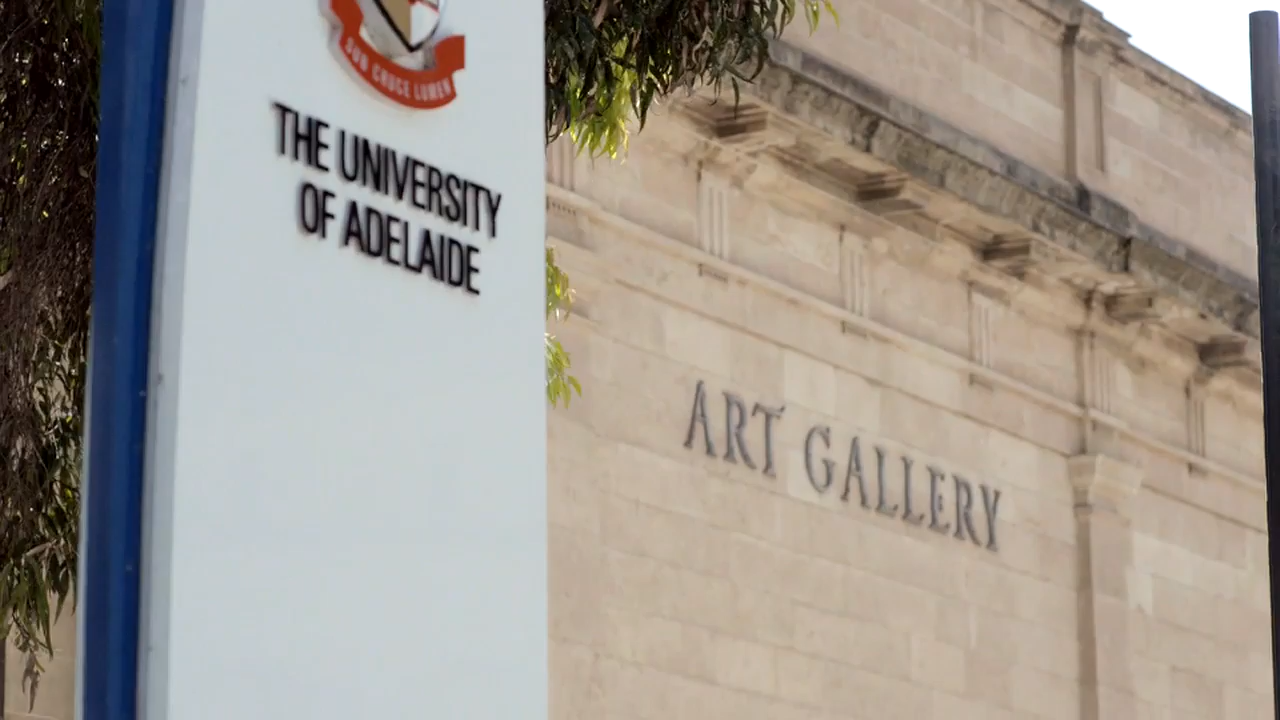 SUB CRUCE LUMEN
THE UNIVERSITY
OF ADELAIDE
ART GALLERY